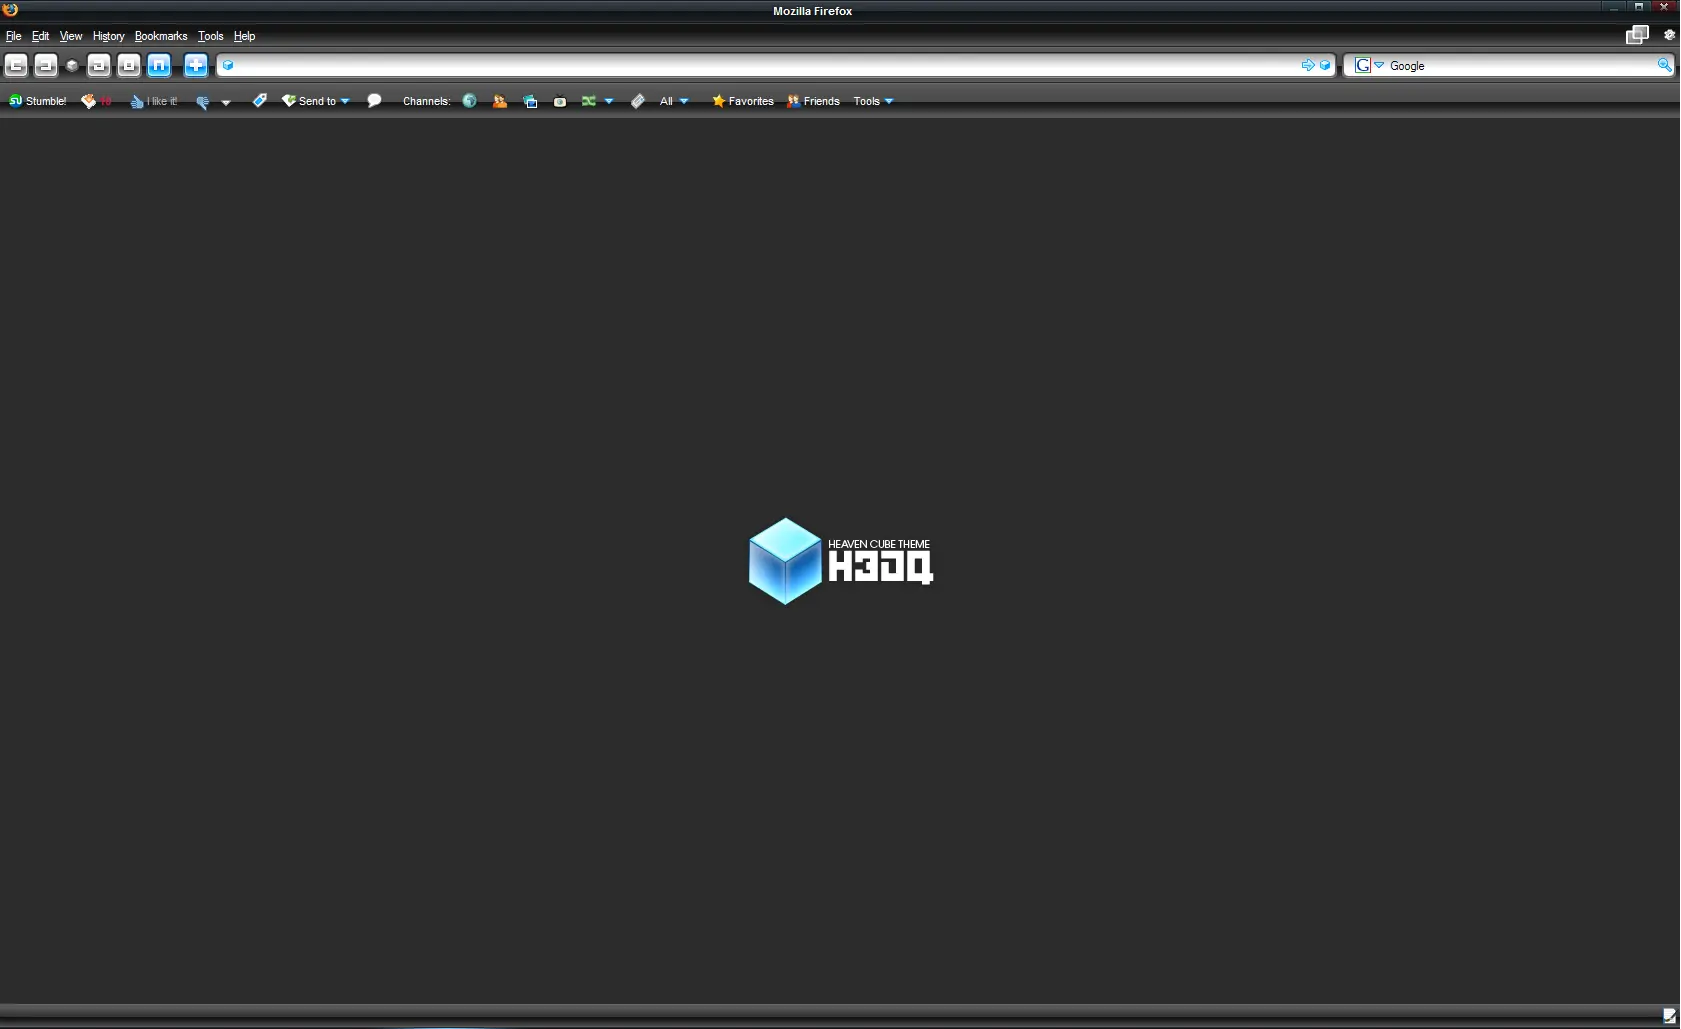 Mozilla Firefox
File Edit View History Bookmarks Tools Help
G Google
Stumble! I like it! Send to Channels: All Favorites Friends Tools
HEAVEN CUBE THEME
H3DQ